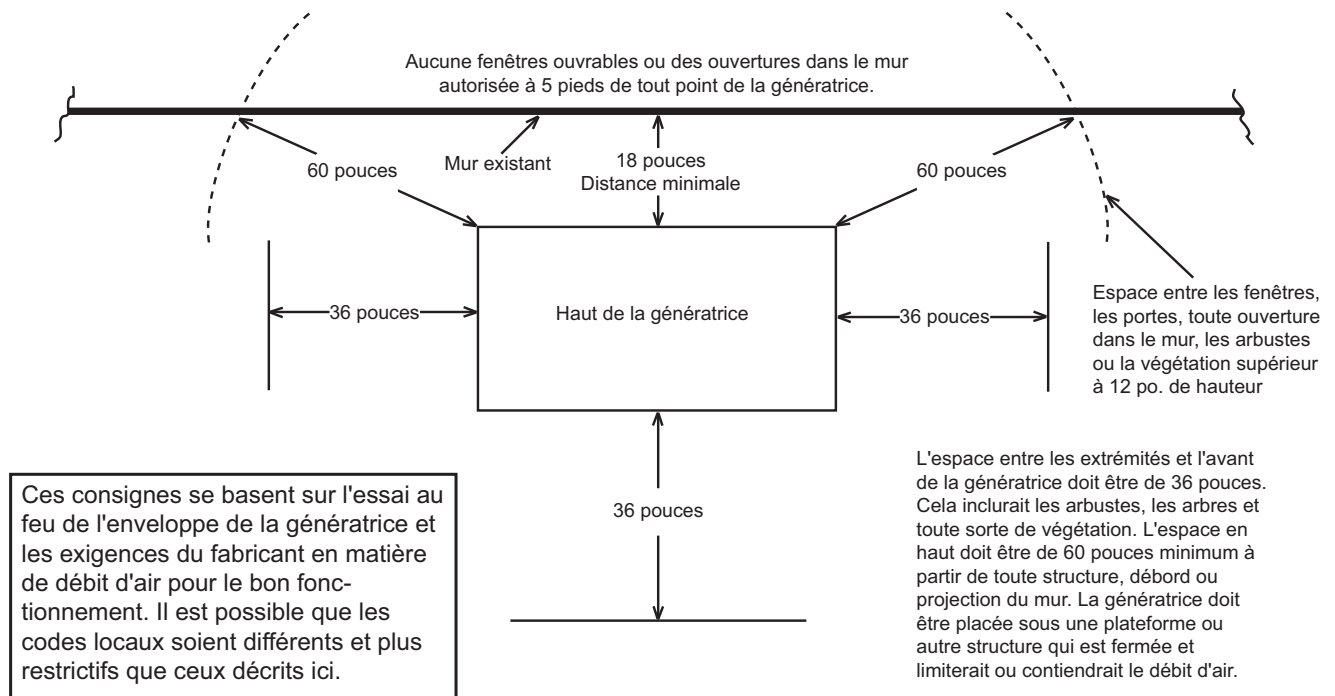 Aucune fenêtres ouvrables ou des ouvertures dans le mur
autorisée à 5 pieds de tout point de la génératrice.
60 pouces
Mur existant
18 pouces
Distance minimale
60 pouces
36 pouces
Haut de la génératrice
36 pouces
Espace entre les fenêtres,
les portes, toute ouverture
dans le mur, les arbustes
ou la végétation supérieur
à 12 po. de hauteur
Ces consignes se basent sur l'essai au
feu de l'enveloppe de la génératrice et
les exigences du fabricant en matière
de débit d'air pour le bon fonc-
tionnement. Il est possible que les
codes locaux soient différents et plus
restrictifs que ceux décrits ici.
36 pouces
L'espace entre les extrémités et l'avant
de la génératrice doit être de 36 pouces.
Cela inclurait les arbustes, les arbres et
toute sorte de végétation. L'espace en
haut doit être de 60 pouces minimum à
partir de toute structure, débord ou
projection du mur. La génératrice doit
être placée sous une plateforme ou
autre structure qui est fermée et
limiterait ou contiendrait le débit d'air.